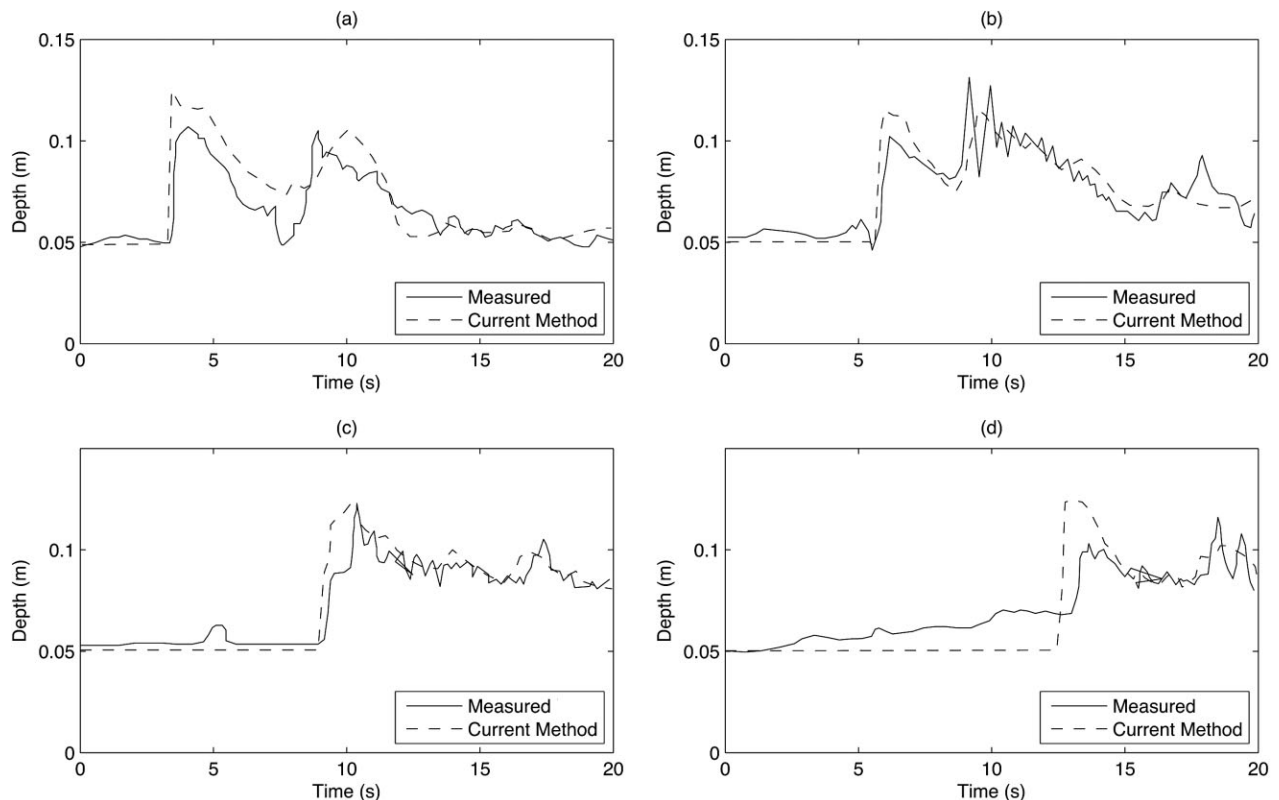 (a)
0.15
0.1
0.05
0
Depth (m)
Measured
Current Method
0 5 10 15 20
Time (s)
(b)
0.15
0.1
0.05
0
Depth (m)
Measured
Current Method
0 5 10 15 20
Time (s)
(c)
0.1
0.05
0
Depth (m)
Measured
Current Method
0 5 10 15 20
Time (s)
(d)
0.1
0.05
0
Depth (m)
Measured
Current Method
0 5 10 15 20
Time (s)